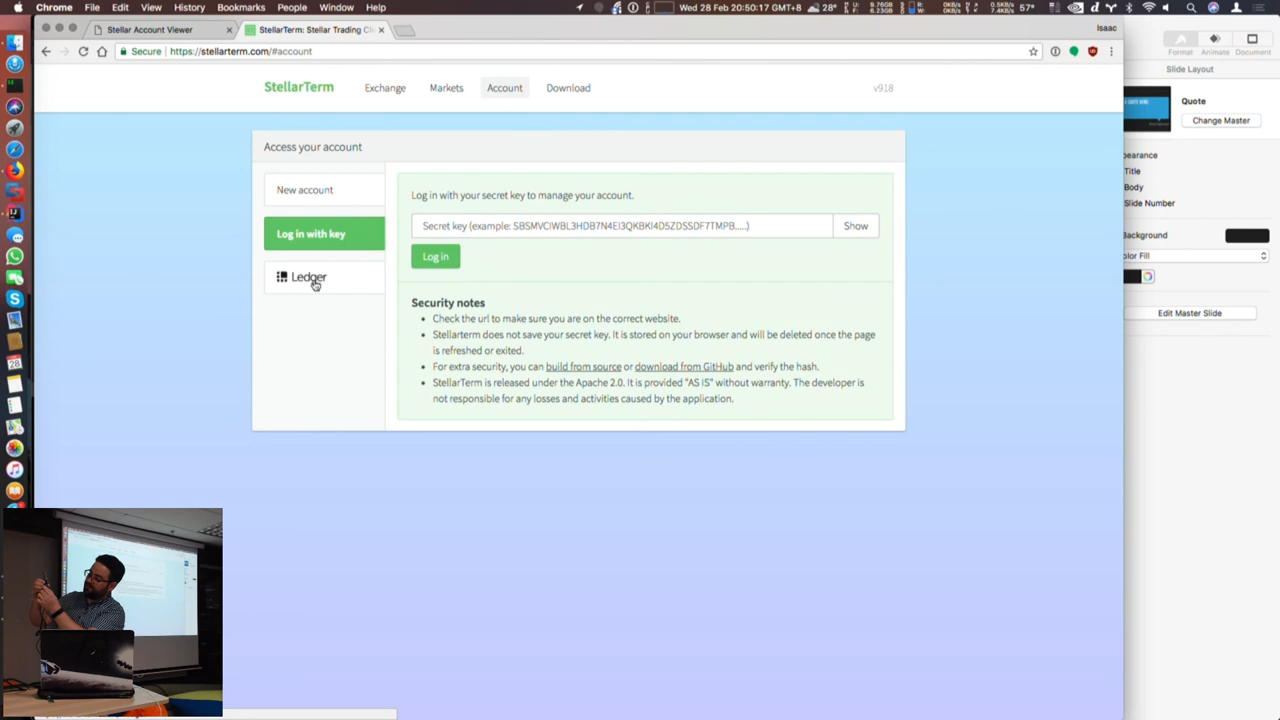 Chrome File Edit View History Bookmarks People Window Help
28° 57° Wed 28 Feb 20:50:17 GMT+8
Stellar Account Viewer
StellarTerm: Stellar Trading Cli
Isaac
Secure https://stellarterm.com/#account
StellarTerm Exchange Markets Account Download v918
Access your account
New account
Log in with key
Ledger
Log in with your secret key to manage your account.
Secret key (example: SBSMVCIWBL3HDB7N4EI3QKBKI4D5ZDSSDF7TMPB.....) Show
Log in
Security notes
• Check the url to make sure you are on the correct website.
• Stellarterm does not save your secret key. It is stored on your browser and will be deleted once the page
is refreshed or exited.
• For extra security, you can build from source or download from GitHub and verify the hash.
• StellarTerm is released under the Apache 2.0. It is provided "AS IS" without warranty. The developer is
not responsible for any losses and activities caused by the application.
Format Animate Document
Slide Layout
Quote
Change Master
pearance
Title
Body
Slide Number
Background
olor Fill
Edit Master Slide